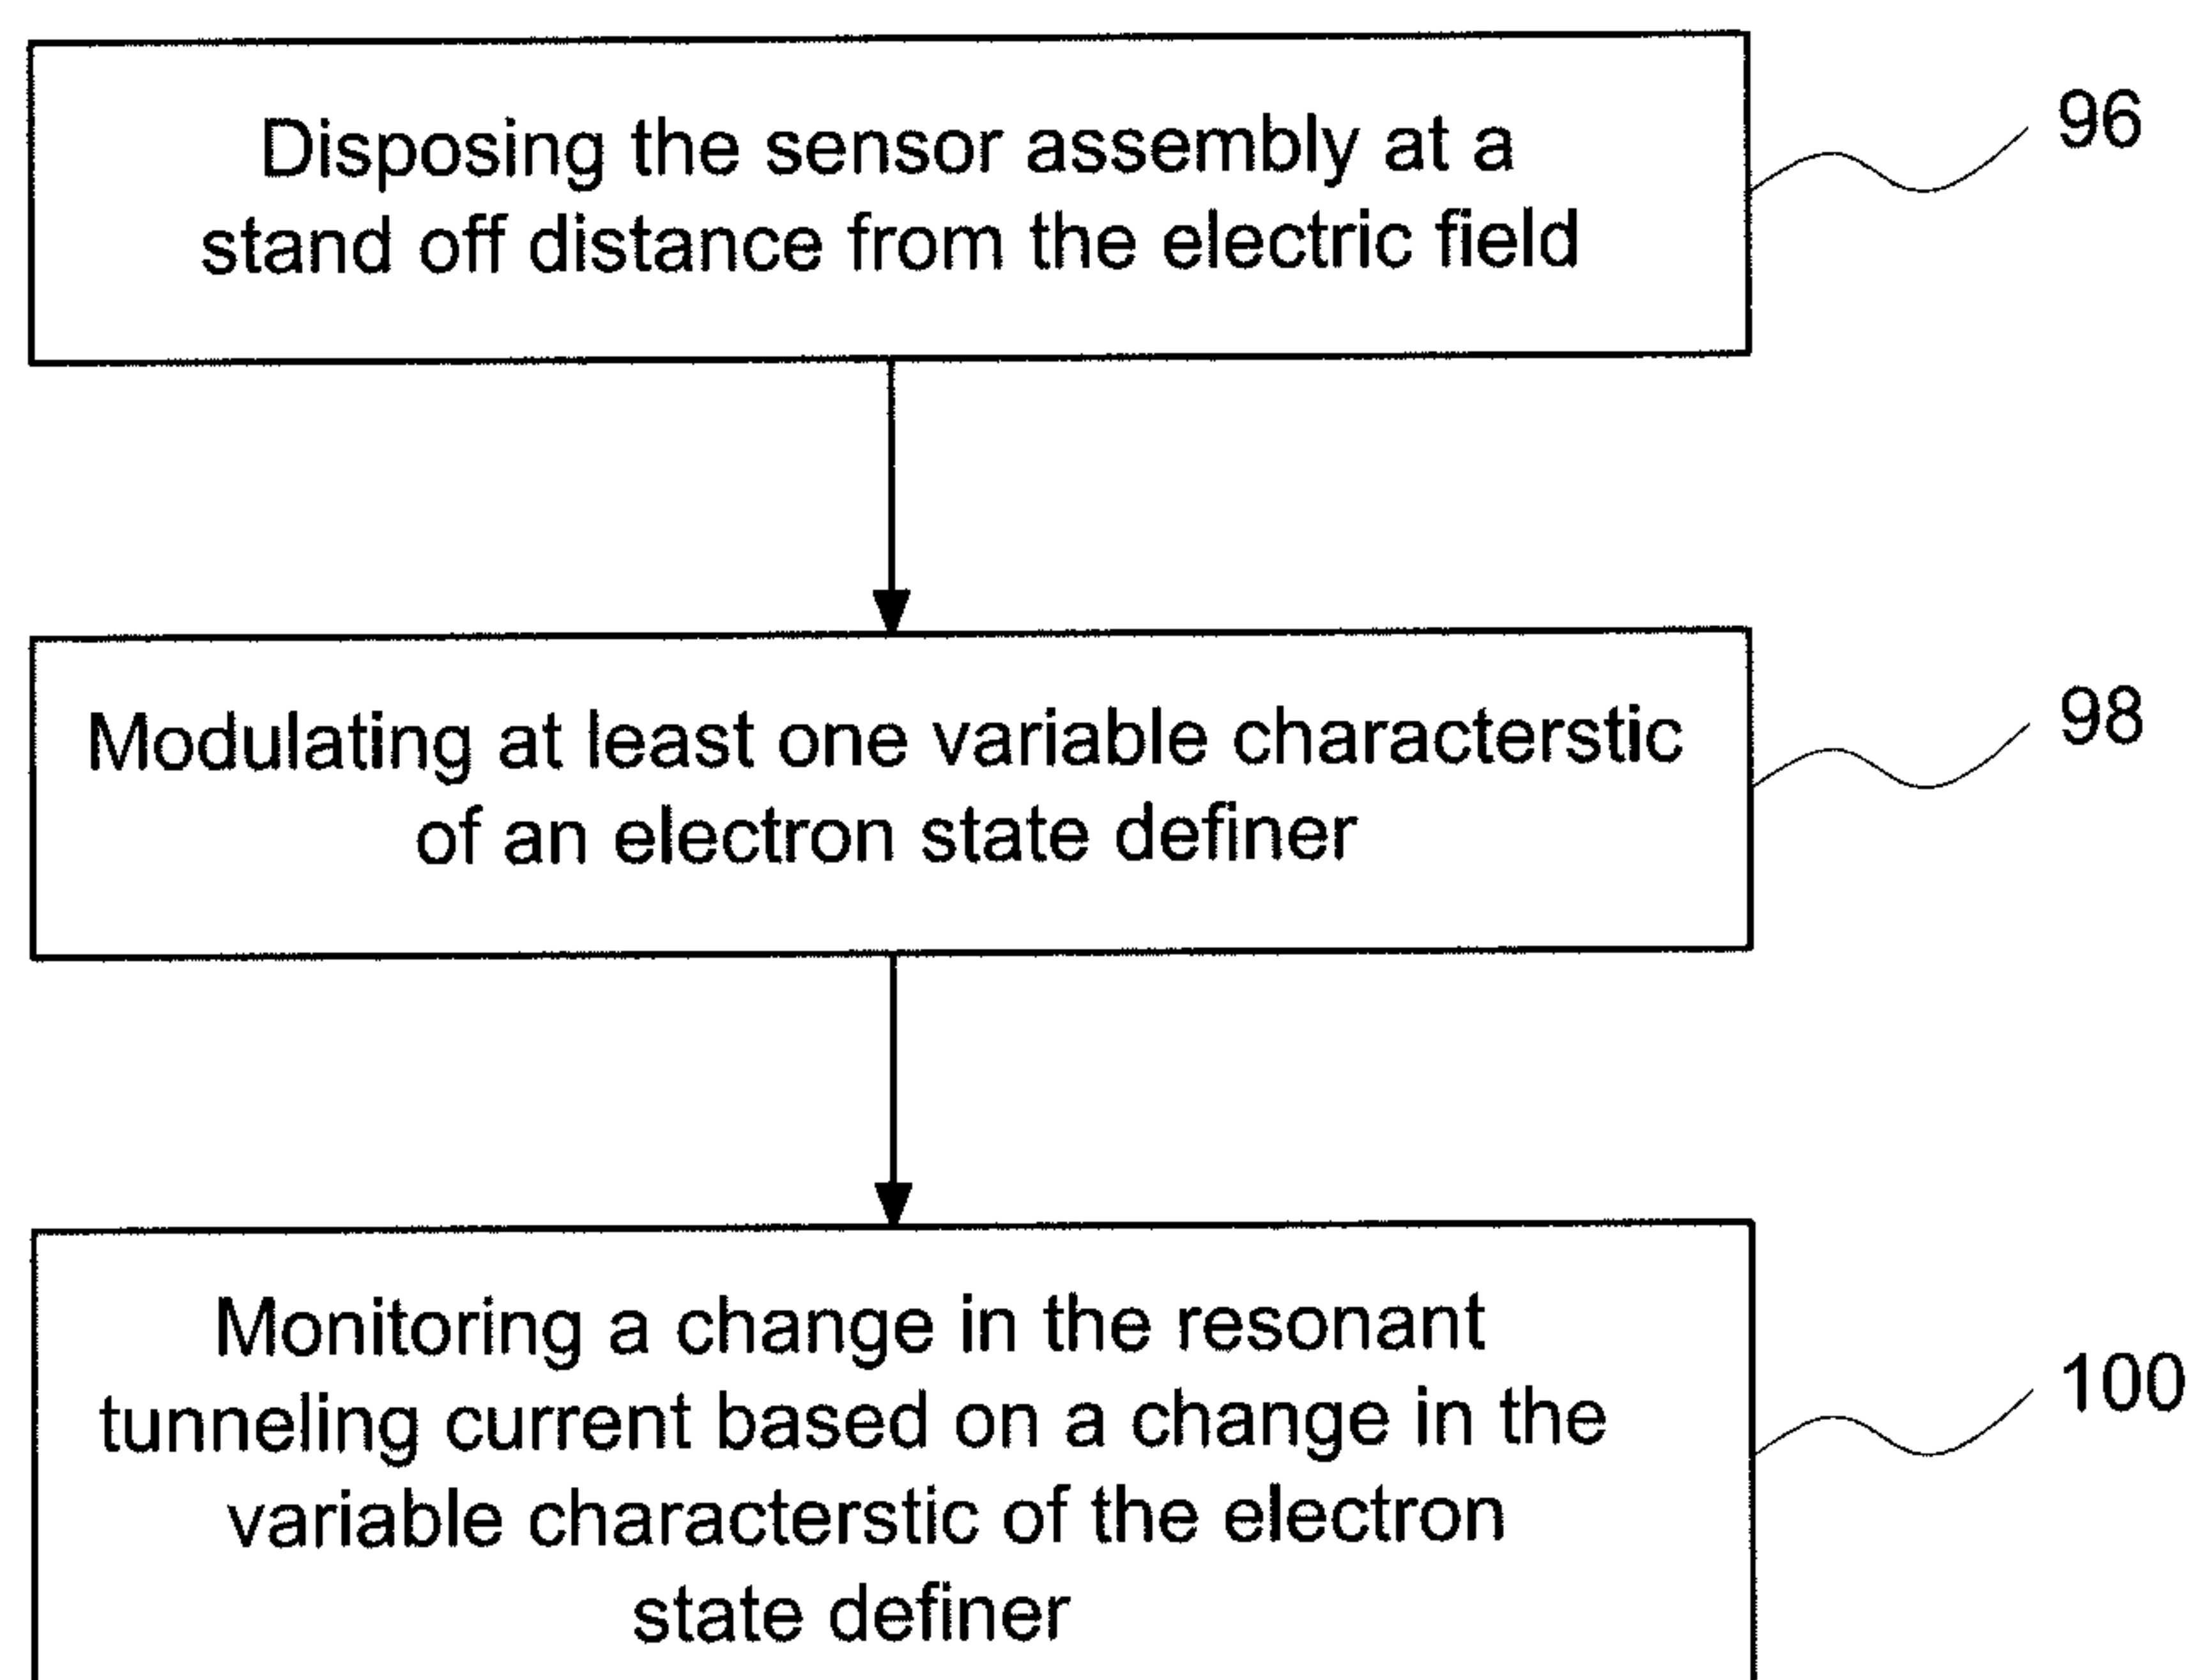 Disposing the sensor assembly at a
stand off distance from the electric field
96
Modulating at least one variable characterstic
of an electron state definer
98
Monitoring a change in the resonant
tunneling current based on a change in the
variable characterstic of the electron
state definer
100